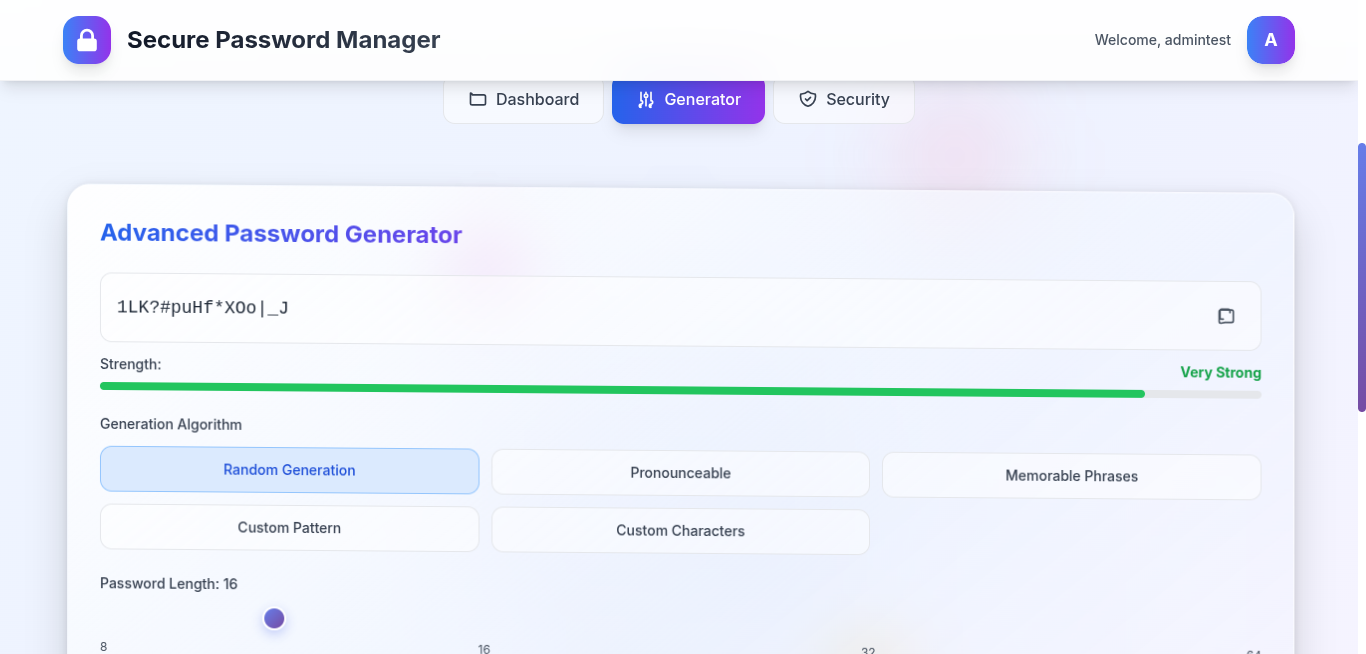 Secure Password Manager
Welcome, admintest
A
Dashboard
Generator
Security
Advanced Password Generator
1LK?#puHf*XOo|_J
Strength:
Very Strong
Generation Algorithm
Random Generation
Pronounceable
Memorable Phrases
Custom Pattern
Custom Characters
Password Length: 16
8
16
32
64